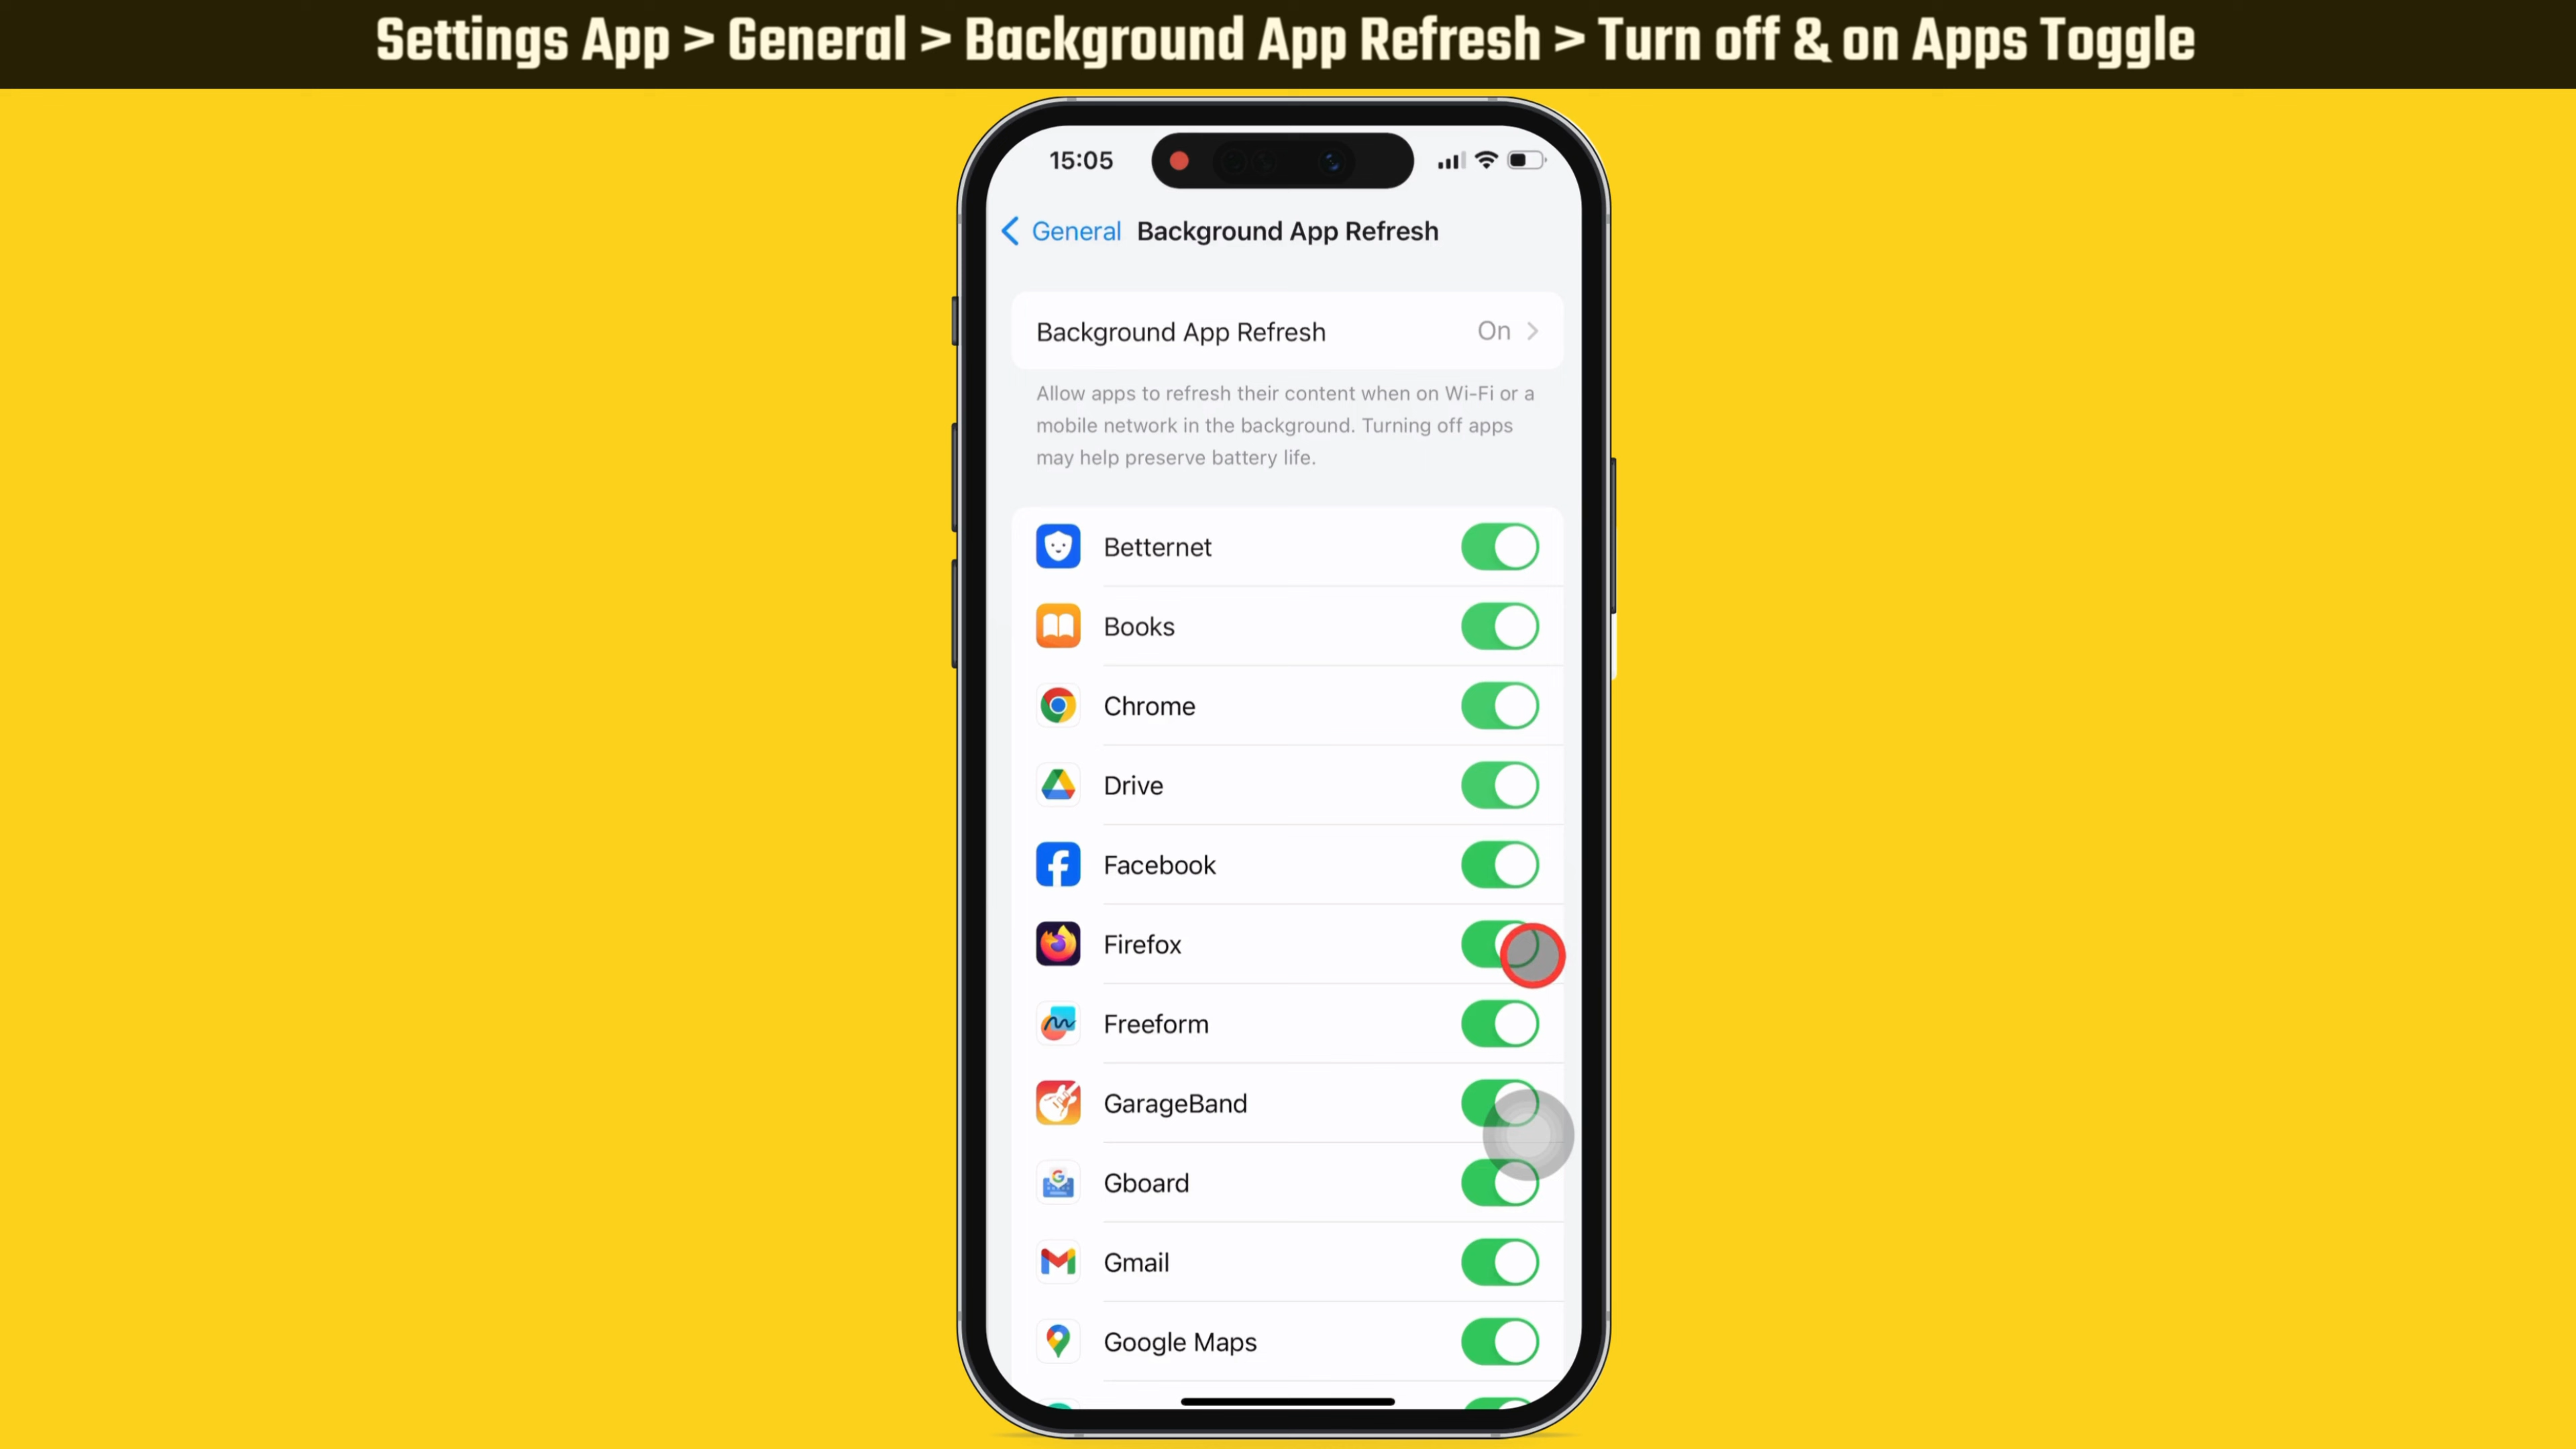 Settings App > General > Background App Refresh > Turn off & on Apps Toggle
15:05
General Background App Refresh
Background App Refresh On
Allow apps to refresh their content when on Wi-Fi or a
mobile network in the background. Turning off apps
may help preserve battery life.
Betternet
Books
Chrome
Drive
Facebook
Firefox
Freeform
GarageBand
Gboard
Gmail
Google Maps